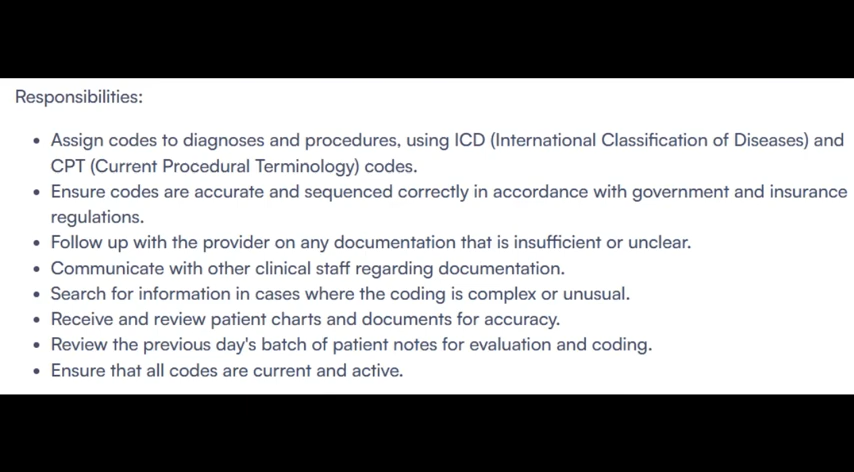 Responsibilities:
• Assign codes to diagnoses and procedures, using ICD (International Classification of Diseases) and
CPT (Current Procedural Terminology) codes.
• Ensure codes are accurate and sequenced correctly in accordance with government and insurance
regulations.
• Follow up with the provider on any documentation that is insufficient or unclear.
• Communicate with other clinical staff regarding documentation.
• Search for information in cases where the coding is complex or unusual.
• Receive and review patient charts and documents for accuracy.
• Review the previous day's batch of patient notes for evaluation and coding.
• Ensure that all codes are current and active.